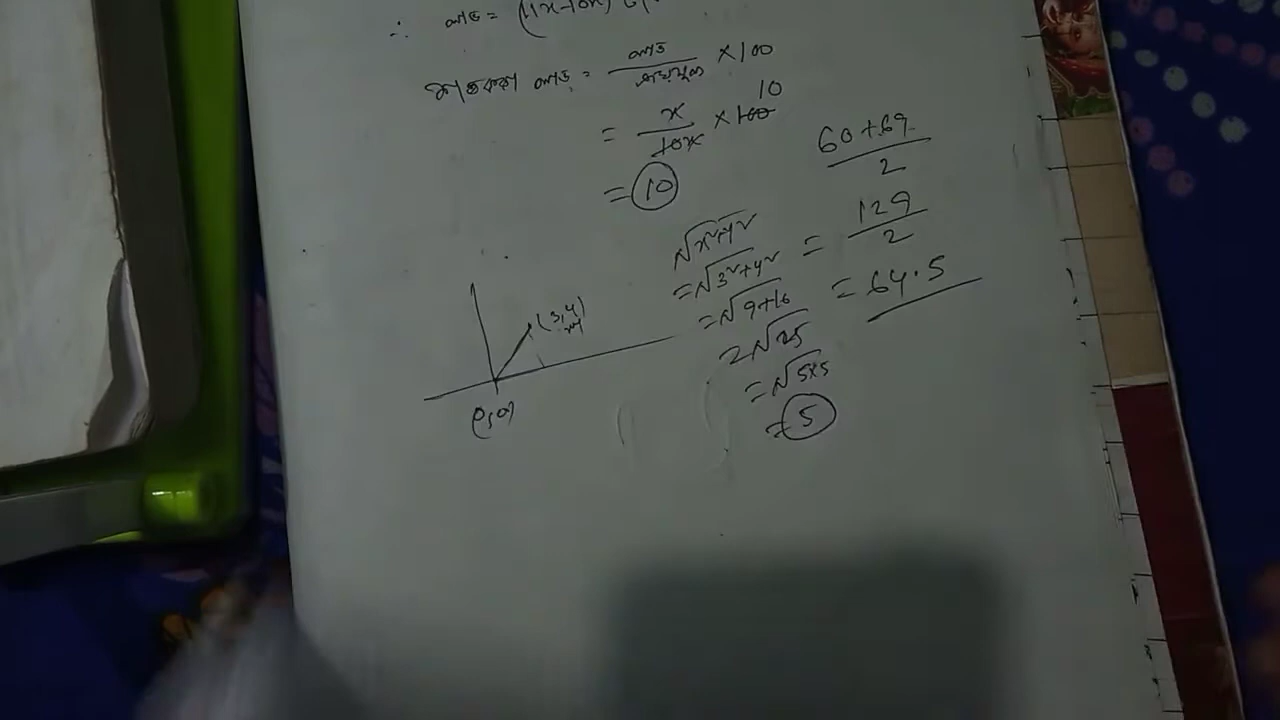 ∴ লাভ = (11x-10x)
শতকরা লাভ = লাভ/ক্রয়মূল্য ×100
= x/10x ×100 10
= 10
60+69/2
= 129/2
= 64.5
√x²+y²
= √3²+4²
= √9+16
= √25
= √5×5
= 5
(3,4)
x y
(0,0)